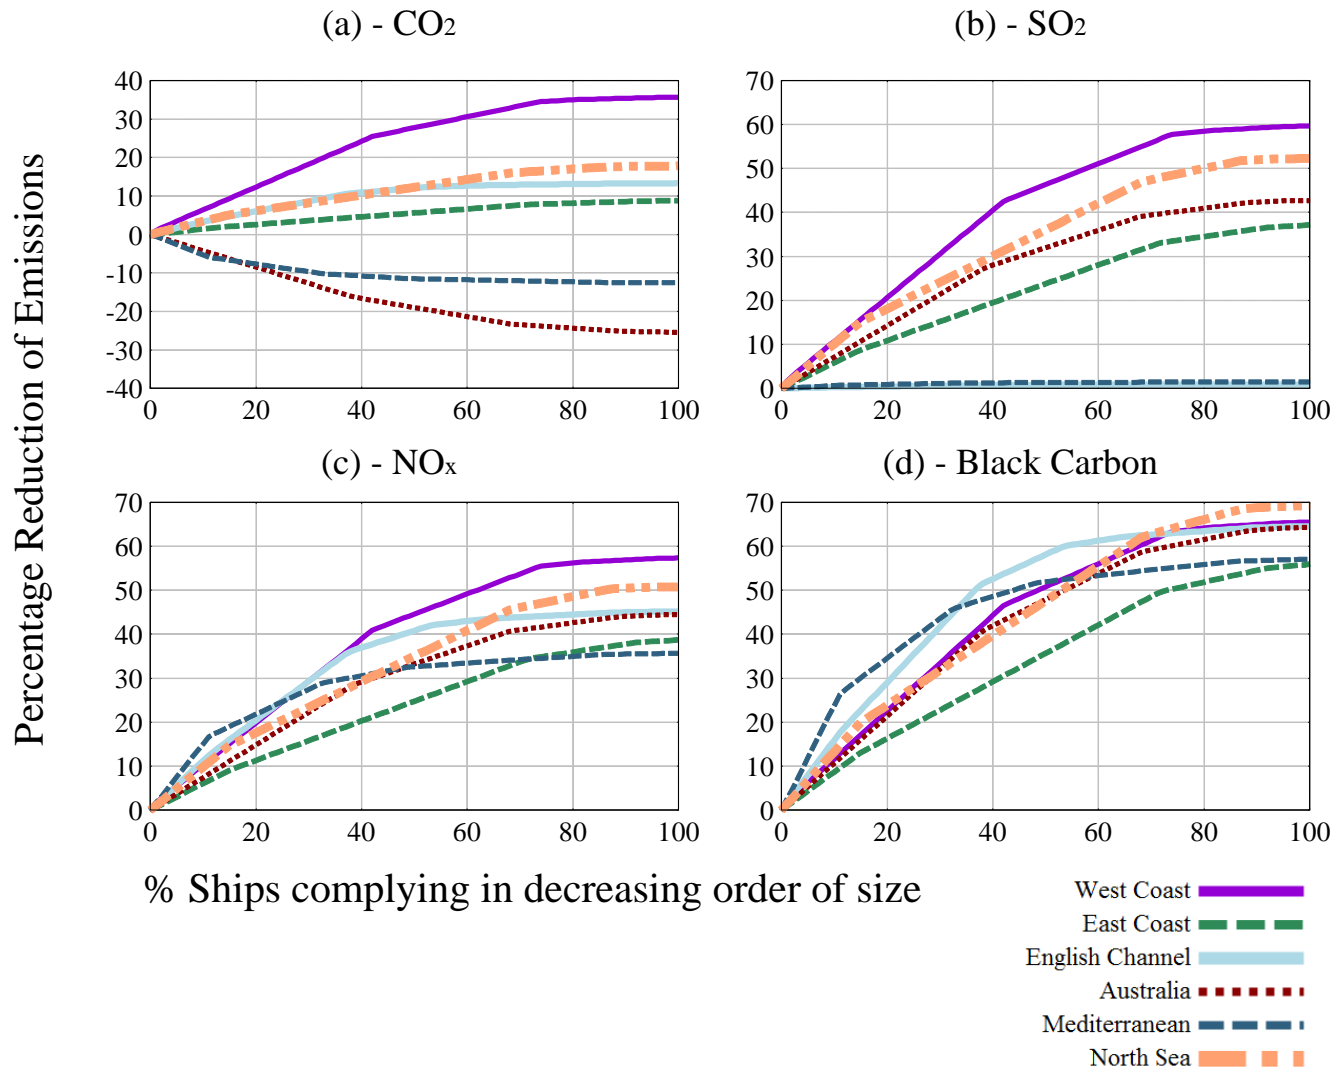 (a) - CO2
(b) - SO2
Percentage Reduction of Emissions
40
30
20
10
0
-10
-20
-30
-40
0 20 40 60 80 100
70
60
50
40
30
20
10
0
0 20 40 60 80 100
(c) - NOx
(d) - Black Carbon
70
60
50
40
30
20
10
0
0 20 40 60 80 100
70
60
50
40
30
20
10
0
0 20 40 60 80 100
% Ships complying in decreasing order of size
West Coast
East Coast
English Channel
Australia
Mediterranean
North Sea